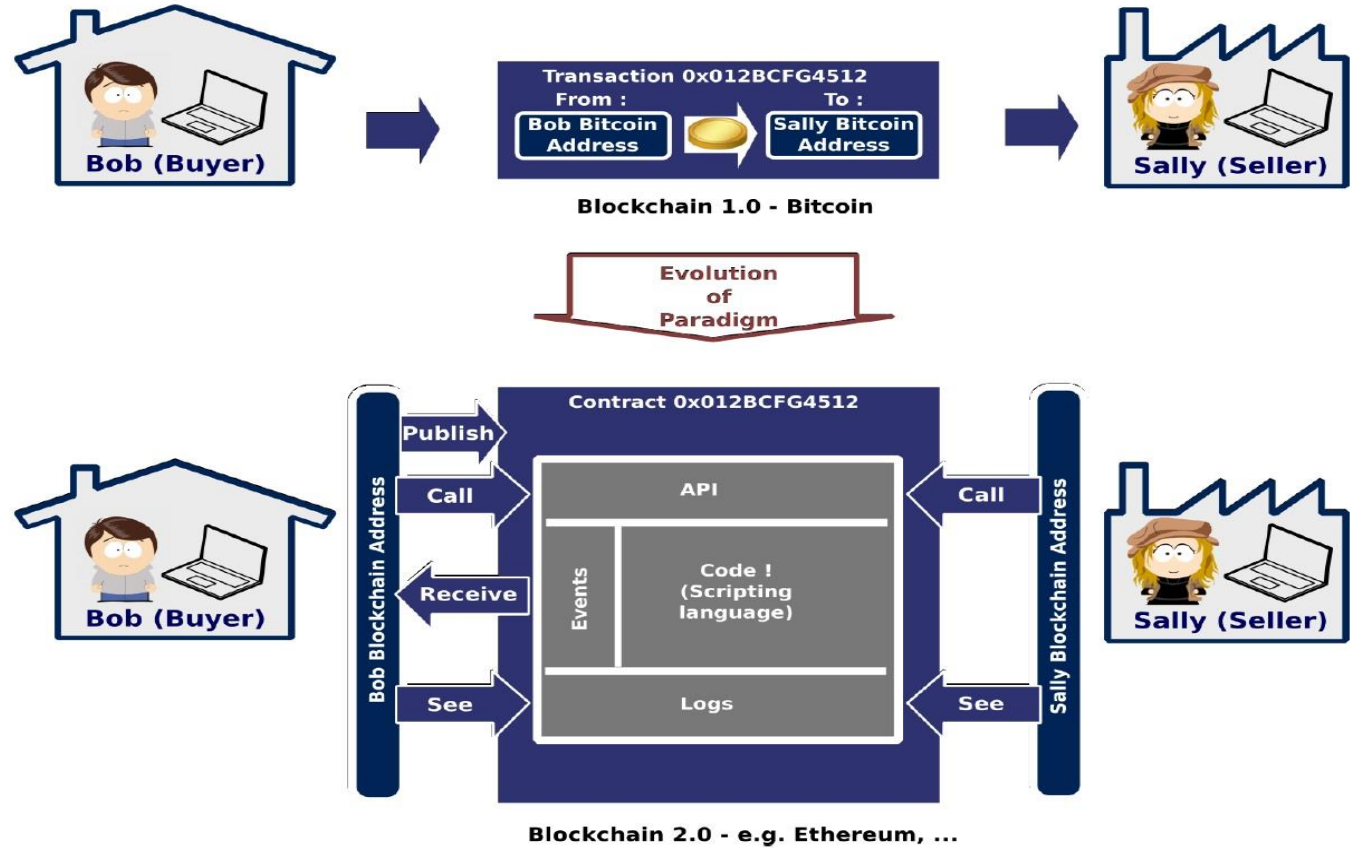 Transaction 0x012BCFG4512
From :
To :
Bob Bitcoin
Address
Sally Bitcoin
Address
Bob (Buyer)
Sally (Seller)
Blockchain 1.0 - Bitcoin
Evolution
of
Paradigm
Contract 0x012BCFG4512
Publish
Call
API
Call
Bob Blockchain Address
Receive
Events
Code !
(Scripting
language)
Sally Blockchain Address
Bob (Buyer)
Sally (Seller)
See
Logs
See
Blockchain 2.0 - e.g. Ethereum, ...